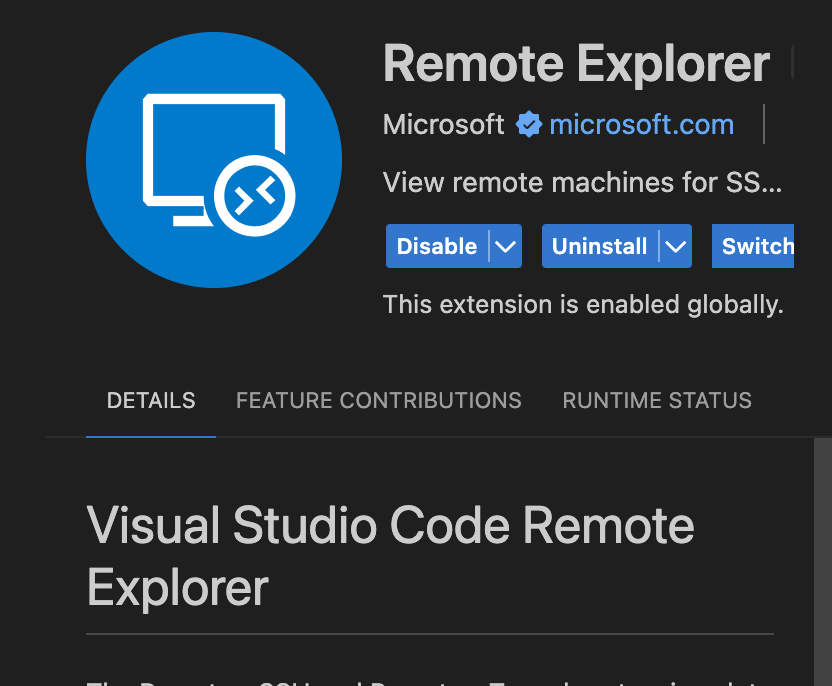 Remote Explorer
Microsoft microsoft.com
View remote machines for SS...
Disable Uninstall Switch
This extension is enabled globally.
DETAILS FEATURE CONTRIBUTIONS RUNTIME STATUS
Visual Studio Code Remote
Explorer